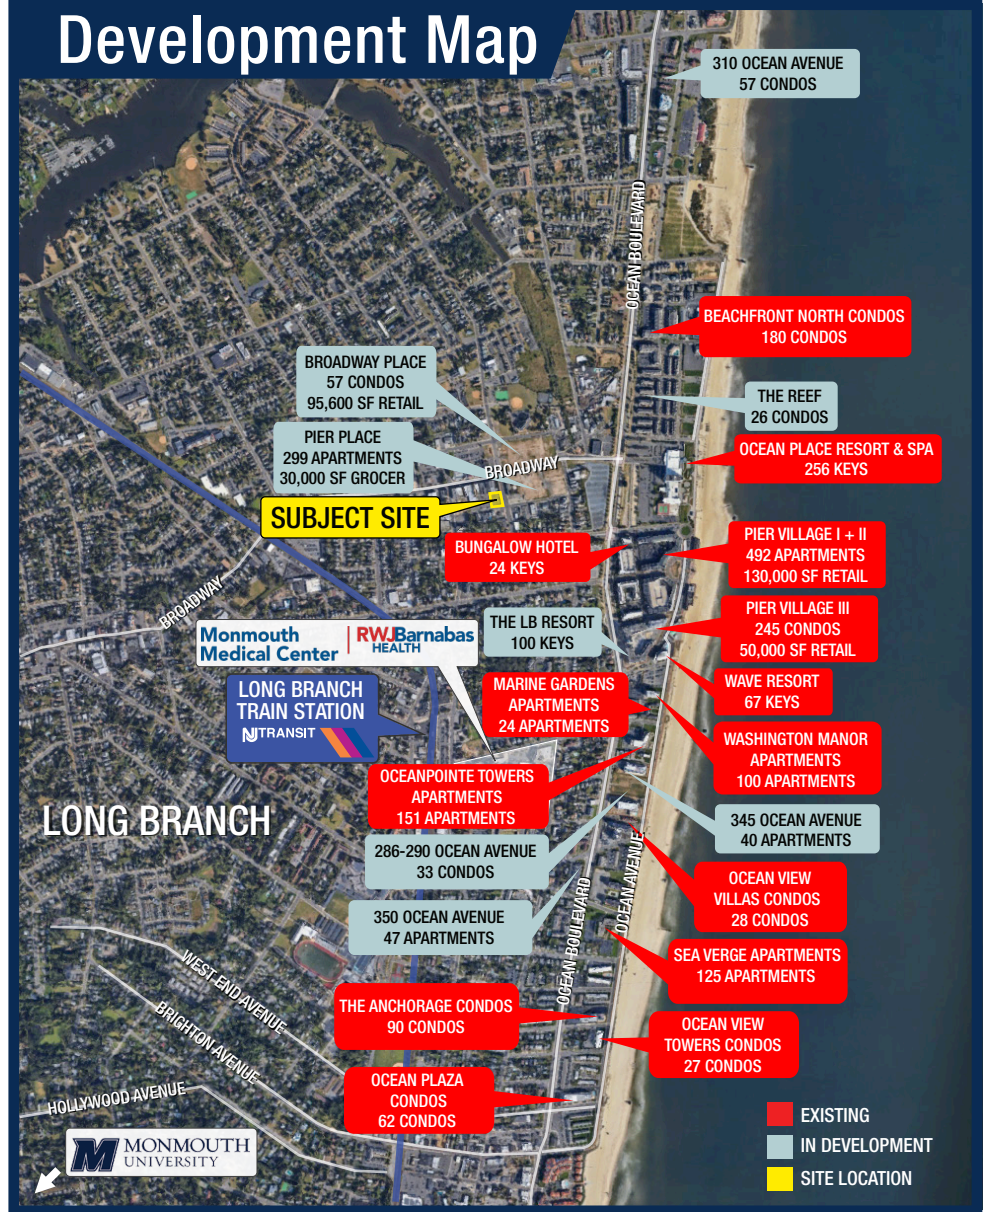 Development Map
310 OCEAN AVENUE
57 CONDOS
OCEAN BOULEVARD
BEACHFRONT NORTH CONDOS
180 CONDOS
BROADWAY PLACE
57 CONDOS
95,600 SF RETAIL
THE REEF
26 CONDOS
PIER PLACE
299 APARTMENTS
30,000 SF GROCER
BROADWAY
OCEAN PLACE RESORT & SPA
256 KEYS
SUBJECT SITE
BUNGALOW HOTEL
24 KEYS
PIER VILLAGE I + II
492 APARTMENTS
130,000 SF RETAIL
BROADWAY
THE LB RESORT
100 KEYS
PIER VILLAGE III
245 CONDOS
50,000 SF RETAIL
Monmouth
Medical Center
RWJBarnabas
HEALTH
LONG BRANCH
TRAIN STATION
NJ TRANSIT
MARINE GARDENS
APARTMENTS
24 APARTMENTS
WAVE RESORT
67 KEYS
WASHINGTON MANOR
APARTMENTS
100 APARTMENTS
OCEANPOINTE TOWERS
APARTMENTS
151 APARTMENTS
LONG BRANCH
345 OCEAN AVENUE
40 APARTMENTS
286-290 OCEAN AVENUE
33 CONDOS
OCEAN AVENUE
OCEAN VIEW
VILLAS CONDOS
28 CONDOS
350 OCEAN AVENUE
47 APARTMENTS
OCEAN BOULEVARD
SEA VERGE APARTMENTS
125 APARTMENTS
WEST END AVENUE
THE ANCHORAGE CONDOS
90 CONDOS
BRIGHTON AVENUE
OCEAN VIEW
TOWERS CONDOS
27 CONDOS
HOLLYWOOD AVENUE
OCEAN PLAZA
CONDOS
62 CONDOS
M MONMOUTH
UNIVERSITY
EXISTING
IN DEVELOPMENT
SITE LOCATION